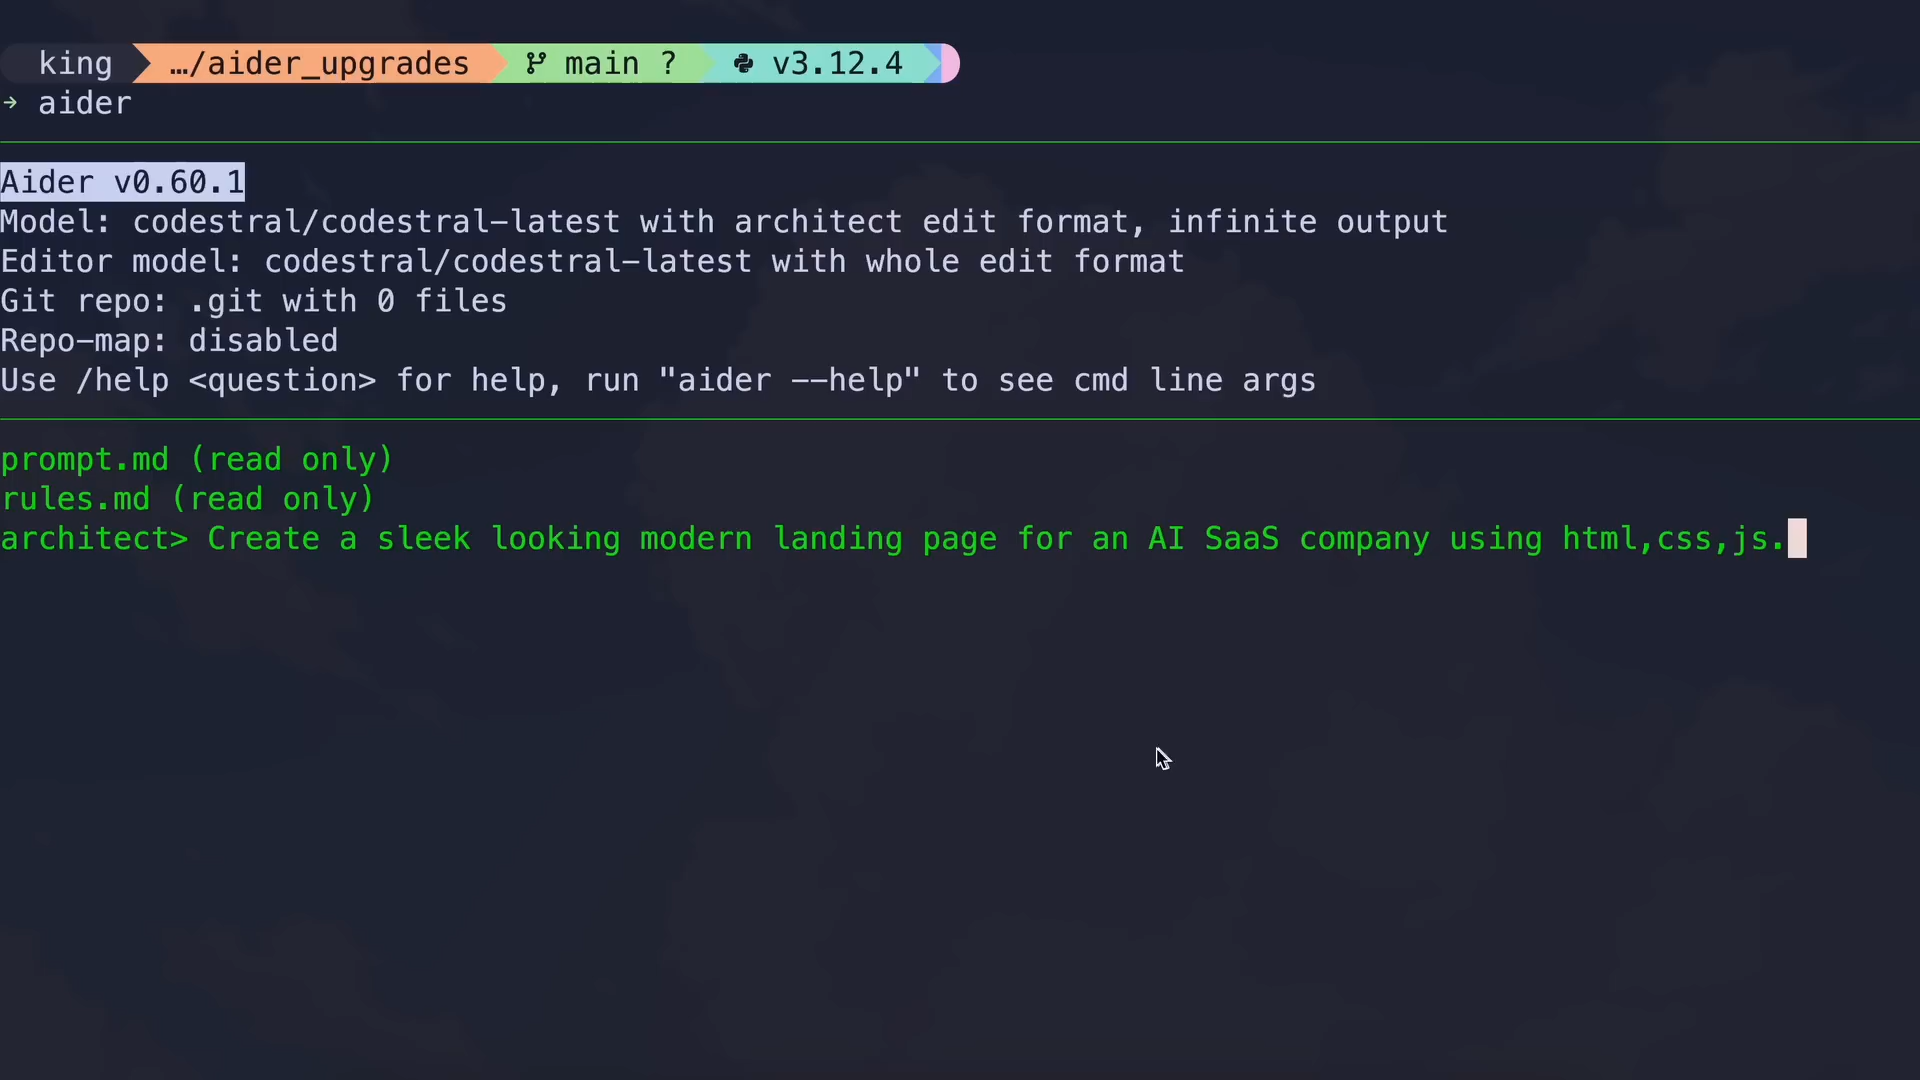 king …/aider_upgrades main ? v3.12.4
➜ aider
Aider v0.60.1
Model: codestral/codestral-latest with architect edit format, infinite output
Editor model: codestral/codestral-latest with whole edit format
Git repo: .git with 0 files
Repo-map: disabled
Use /help <question> for help, run "aider --help" to see cmd line args
prompt.md (read only)
rules.md (read only)
architect> Create a sleek looking modern landing page for an AI SaaS company using html,css,js.